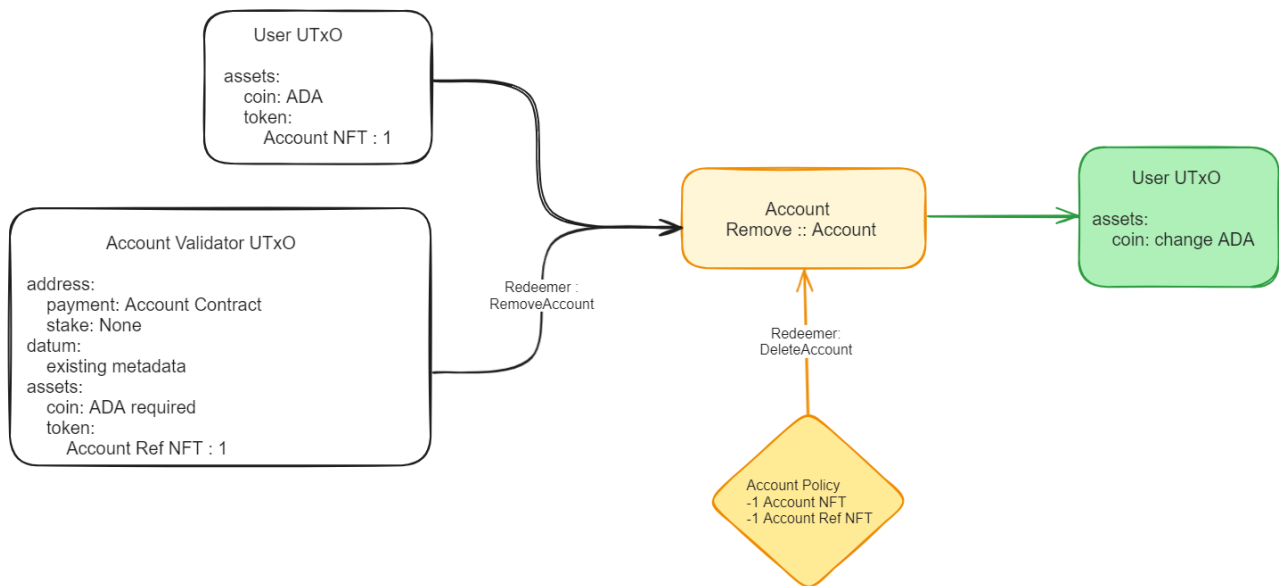 User UTxO
assets:
coin: ADA
token:
Account NFT : 1
Account Validator UTxO
address:
payment: Account Contract
stake: None
datum:
existing metadata
assets:
coin: ADA required
token:
Account Ref NFT : 1
Redeemer :
RemoveAccount
Account
Remove :: Account
Redeemer:
DeleteAccount
Account Policy
-1 Account NFT
-1 Account Ref NFT
User UTxO
assets:
coin: change ADA